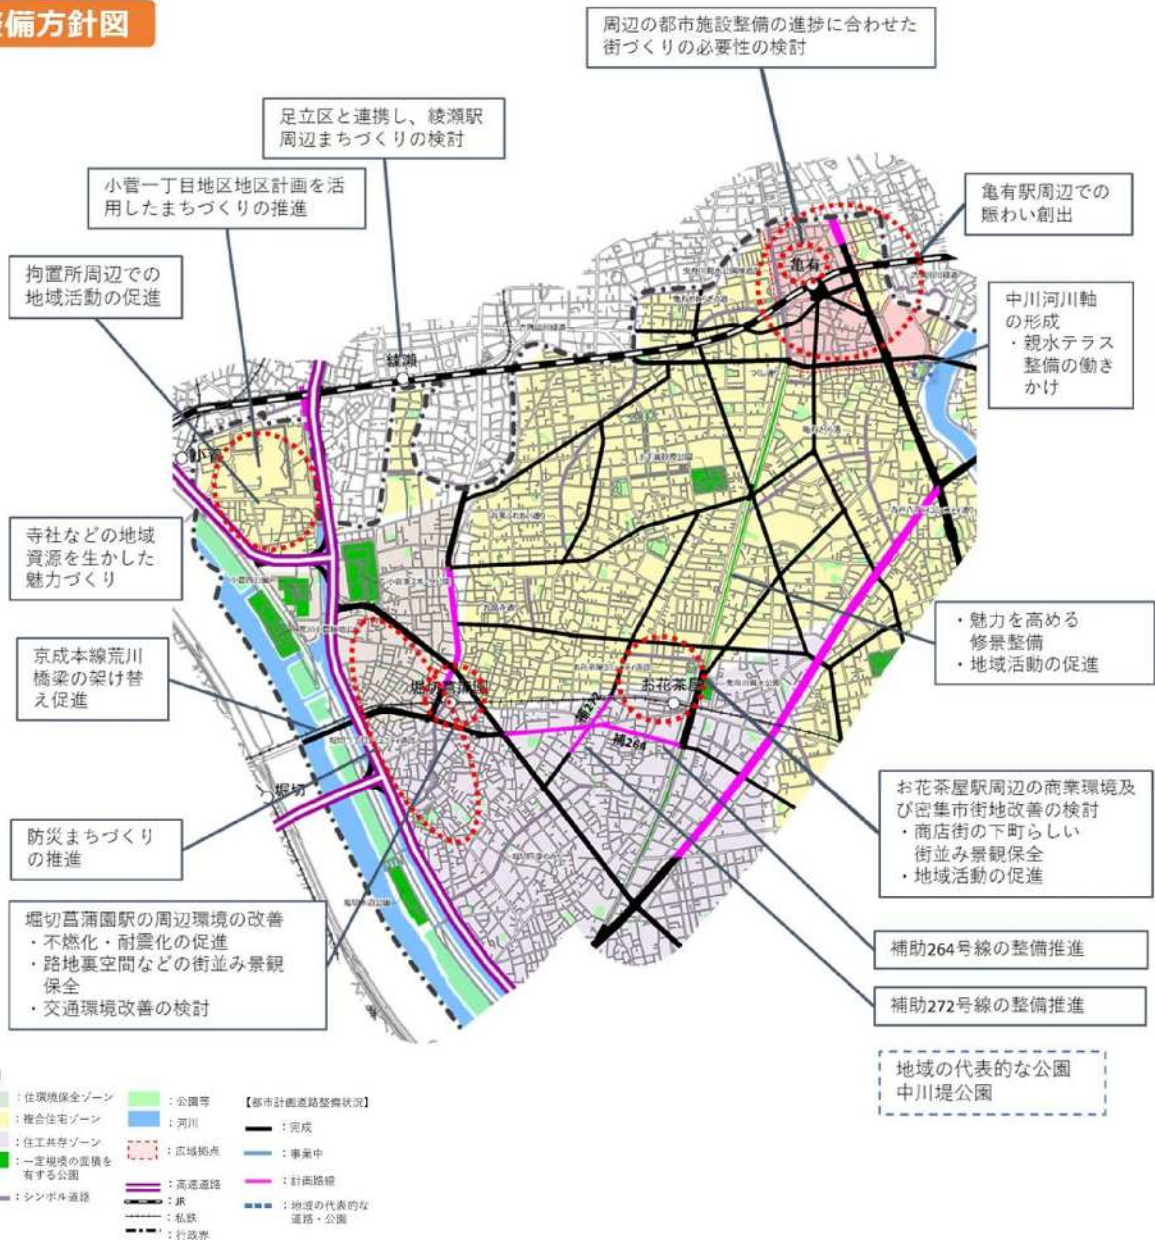 整備方針図
周辺の都市施設整備の進捗に合わせた
街づくりの必要性の検討
足立区と連携し、綾瀬駅
周辺まちづくりの検討
小菅一丁目地区地区計画を活
用したまちづくりの推進
亀有駅周辺での
賑わい創出
拘置所周辺での
地域活動の促進
中川河川軸
の形成
・親水テラス
整備の働き
かけ
亀有
綾瀬
小菅
寺社などの地域
資源を生かした
魅力づくり
・魅力を高める
修景整備
・地域活動の促進
京成本線荒川
橋梁の架け替
え促進
堀切菖蒲園
お花茶屋
補272
補264
堀切
お花茶屋駅周辺の商業環境及
び密集市街地改善の検討
・商店街の下町らしい
街並み景観保全
・地域活動の促進
防災まちづくり
の推進
堀切菖蒲園駅の周辺環境の改善
・不燃化・耐震化の促進
・路地裏空間などの街並み景観
保全
・交通環境改善の検討
補助264号線の整備推進
補助272号線の整備推進
地域の代表的な公園
中川堤公園
：住環境保全ゾーン
：複合住宅ゾーン
：住工共存ゾーン
：一定規模の面積を
有する公園
：シンボル道路
：公園等
：河川
：広域拠点
：高速道路
：JR
：私鉄
：行政界
【都市計画道路整備状況】
：完成
：事業中
：計画路線
：地域の代表的な
道路・公園